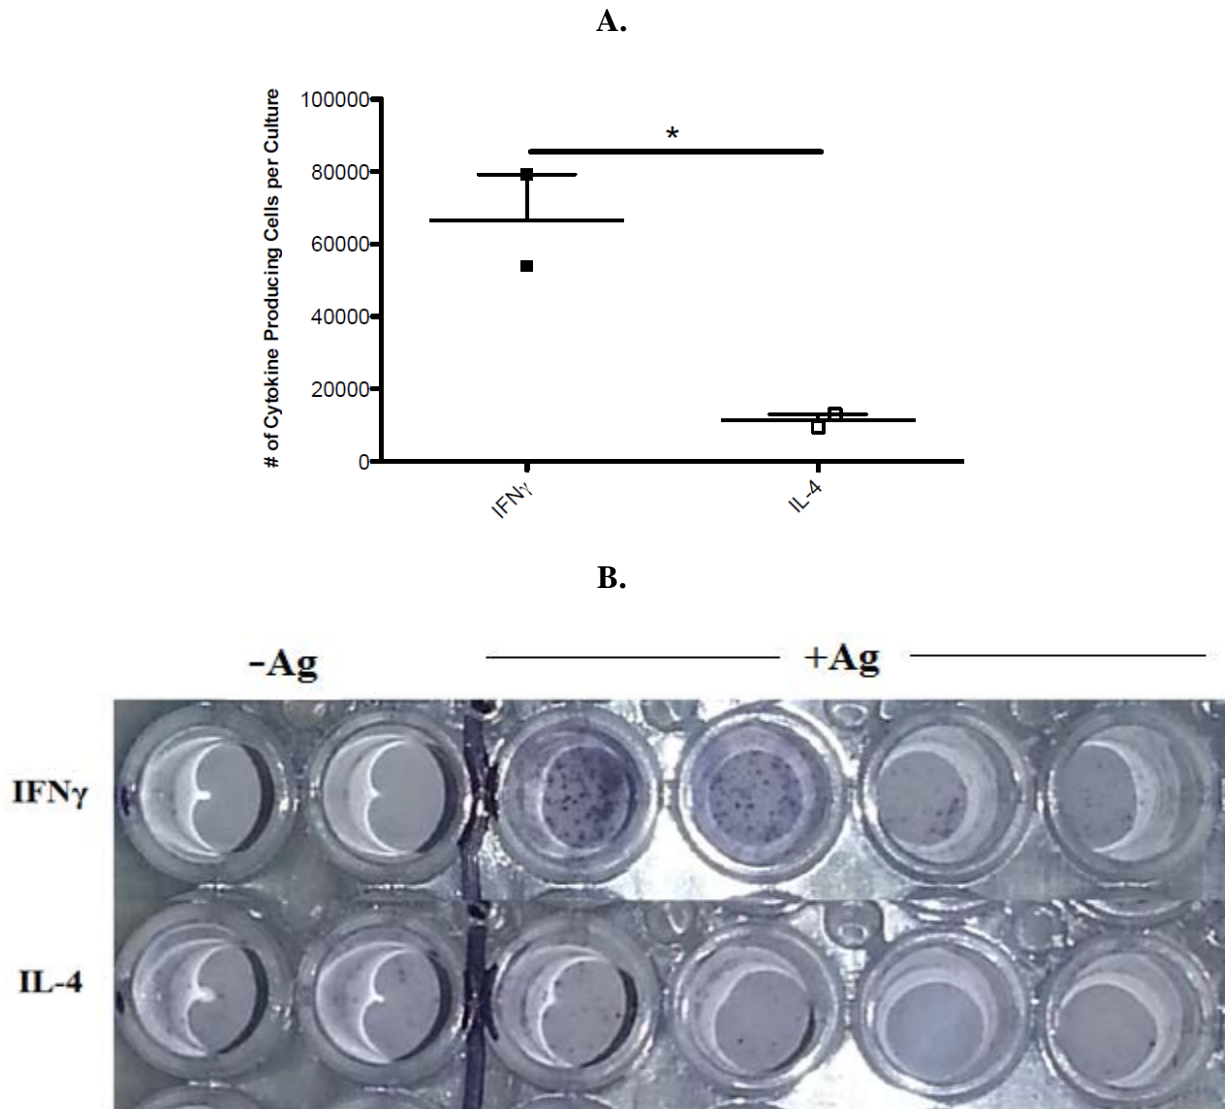 A.
# of Cytokine Producing Cells per Culture
100000
80000
60000
40000
20000
0
*
IFNγ
IL-4
B.
-Ag
+Ag
IFNγ
IL-4